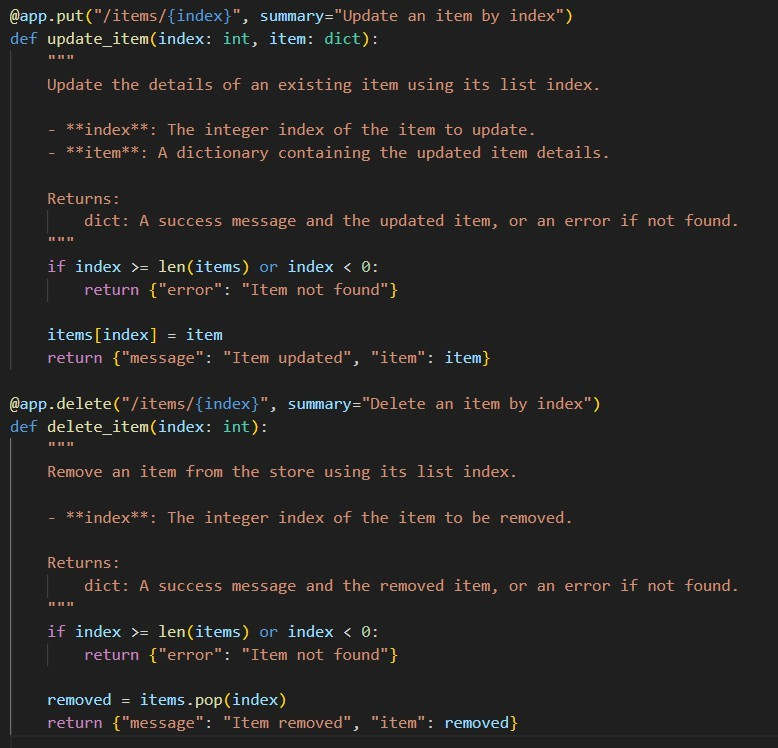 @app.put("/items/{index}", summary="Update an item by index")
def update_item(index: int, item: dict):
    """
    Update the details of an existing item using its list index.

    - **index**: The integer index of the item to update.
    - **item**: A dictionary containing the updated item details.

    Returns:
        dict: A success message and the updated item, or an error if not found.
    """
    if index >= len(items) or index < 0:
        return {"error": "Item not found"}

    items[index] = item
    return {"message": "Item updated", "item": item}

@app.delete("/items/{index}", summary="Delete an item by index")
def delete_item(index: int):
    """
    Remove an item from the store using its list index.

    - **index**: The integer index of the item to be removed.

    Returns:
        dict: A success message and the removed item, or an error if not found.
    """
    if index >= len(items) or index < 0:
        return {"error": "Item not found"}

    removed = items.pop(index)
    return {"message": "Item removed", "item": removed}